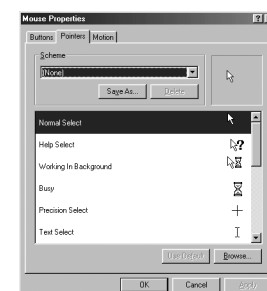 Mouse Properties
Buttons Pointers Motion
Scheme
(None)
Save As... Delete
Normal Select
Help Select
Working In Background
Busy
Precision Select
Text Select
Use Default Browse...
OK Cancel Apply